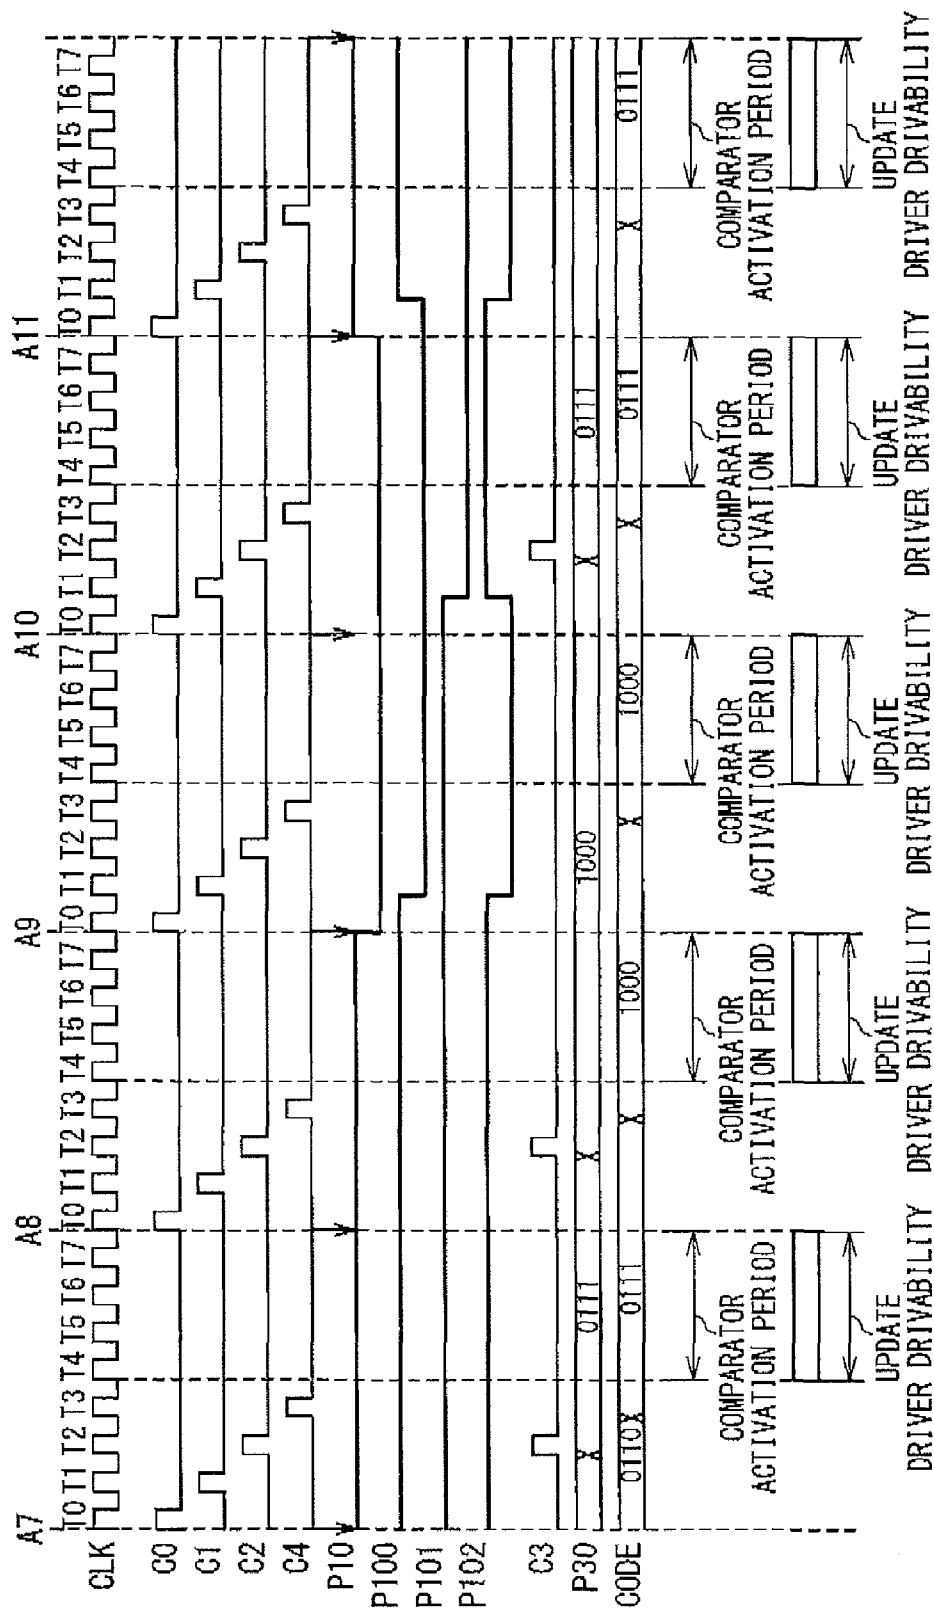 A7 A8 A9 A10 A11
T0 T1 T2 T3 T4 T5 T6 T7 T0 T1 T2 T3 T4 T5 T6 T7 T0 T1 T2 T3 T4 T5 T6 T7 T0 T1 T2 T3 T4 T5 T6 T7 T0 T1 T2 T3 T4 T5 T6 T7
CLK
C0
C1
C2
C4
P10
P100
P101
P102
C3
P30 0111 1000 0111
CODE 0110 0111 1000 1000 0111 0111
COMPARATOR COMPARATOR COMPARATOR COMPARATOR COMPARATOR
ACTIVATION PERIOD ACTIVATION PERIOD ACTIVATION PERIOD ACTIVATION PERIOD ACTIVATION PERIOD
UPDATE UPDATE UPDATE UPDATE UPDATE
DRIVER DRIVABILITY DRIVER DRIVABILITY DRIVER DRIVABILITY DRIVER DRIVABILITY DRIVER DRIVABILITY